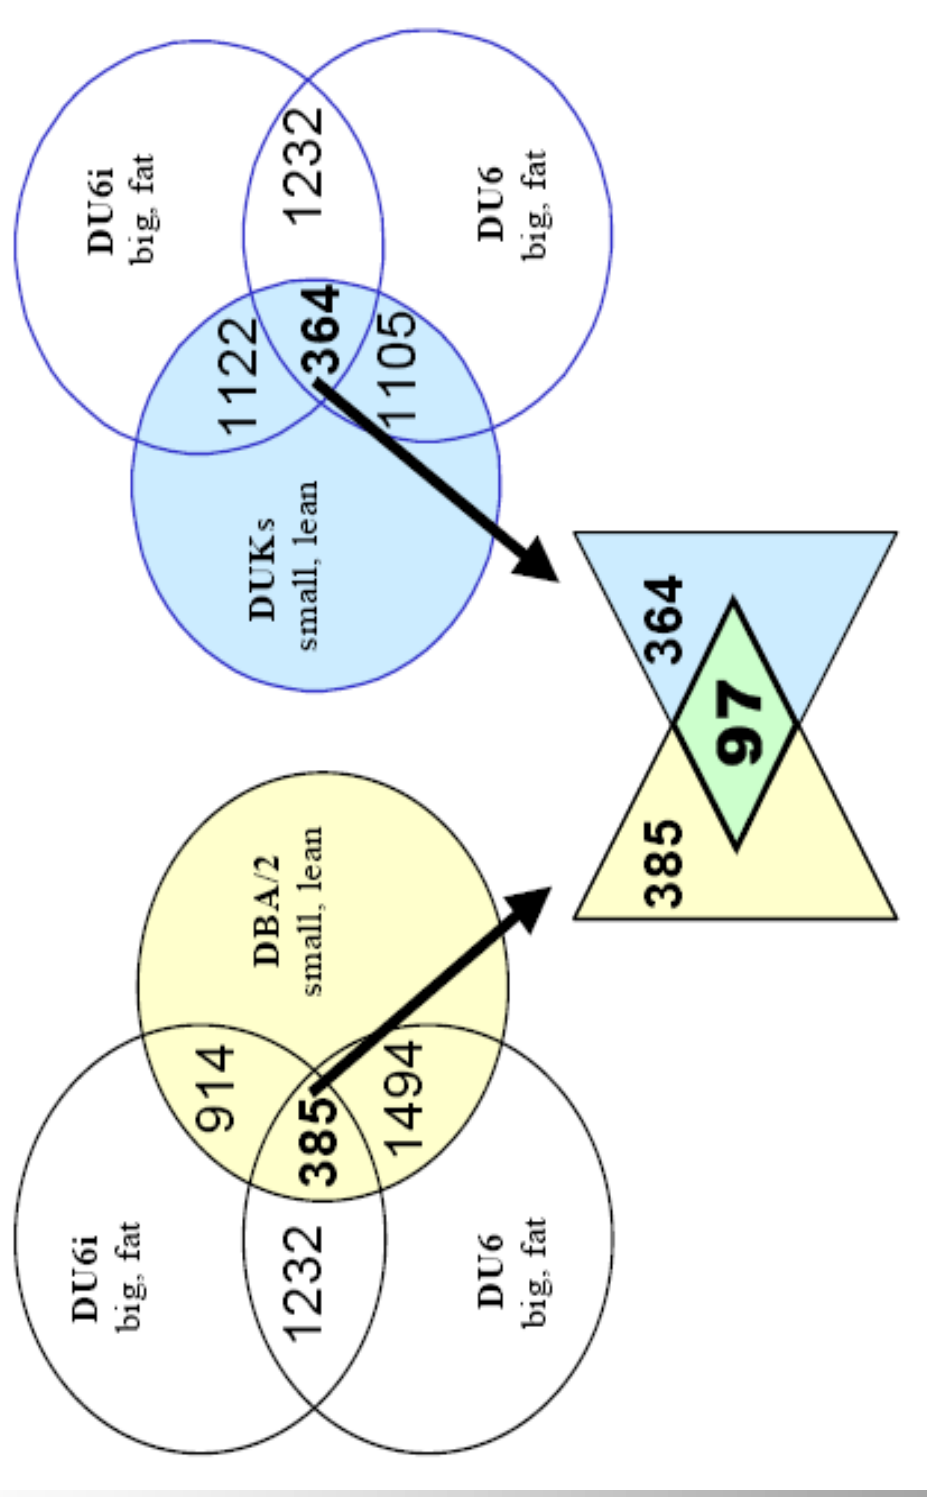 DU6i
big, fat
914
DBA/2
small, lean
1232
385
1494
DU6
big, fat
DU6i
big, fat
1122
DUKs
small, lean
364
1232
1105
DU6
big, fat
385
364
97